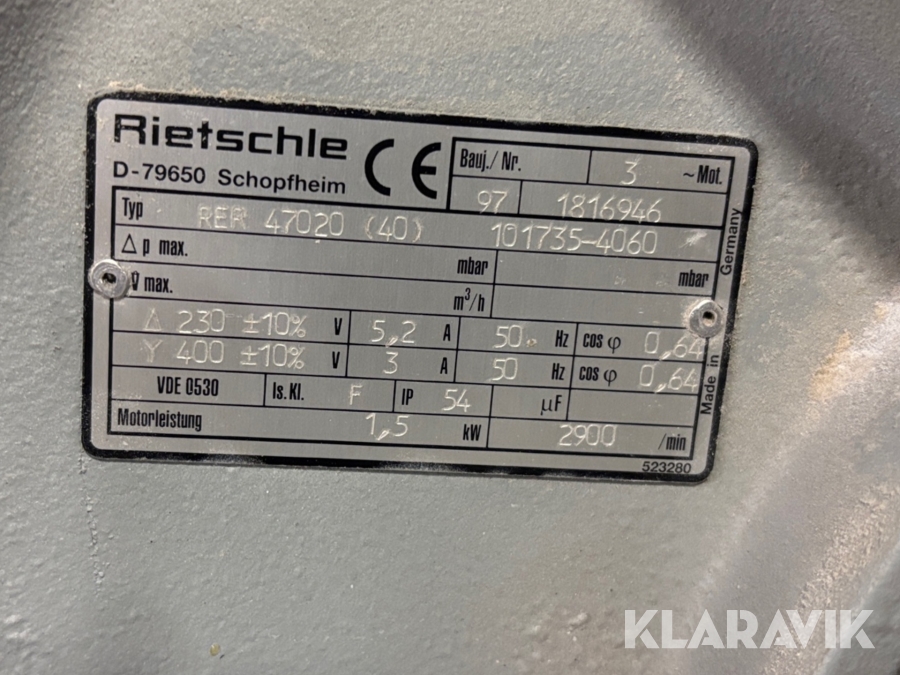 Rietschle
D-79650 Schopfheim
CE
Bauj./Nr. 3 ~Mot.
97 1816946
Typ RER 47020 (40) 101735-4060
Δ p max. mbar mbar
V̇ max. m³/h
Δ 230 ±10% V 5,2 A 50. Hz cos φ 0,64
Y 400 ±10% V 3 A 50 Hz cos φ 0,64
VDE 0530 Is. Kl. F IP 54 µF
Motorleistung 1,5 kW 2900 /min
523280
Made in Germany
KLARAVIK